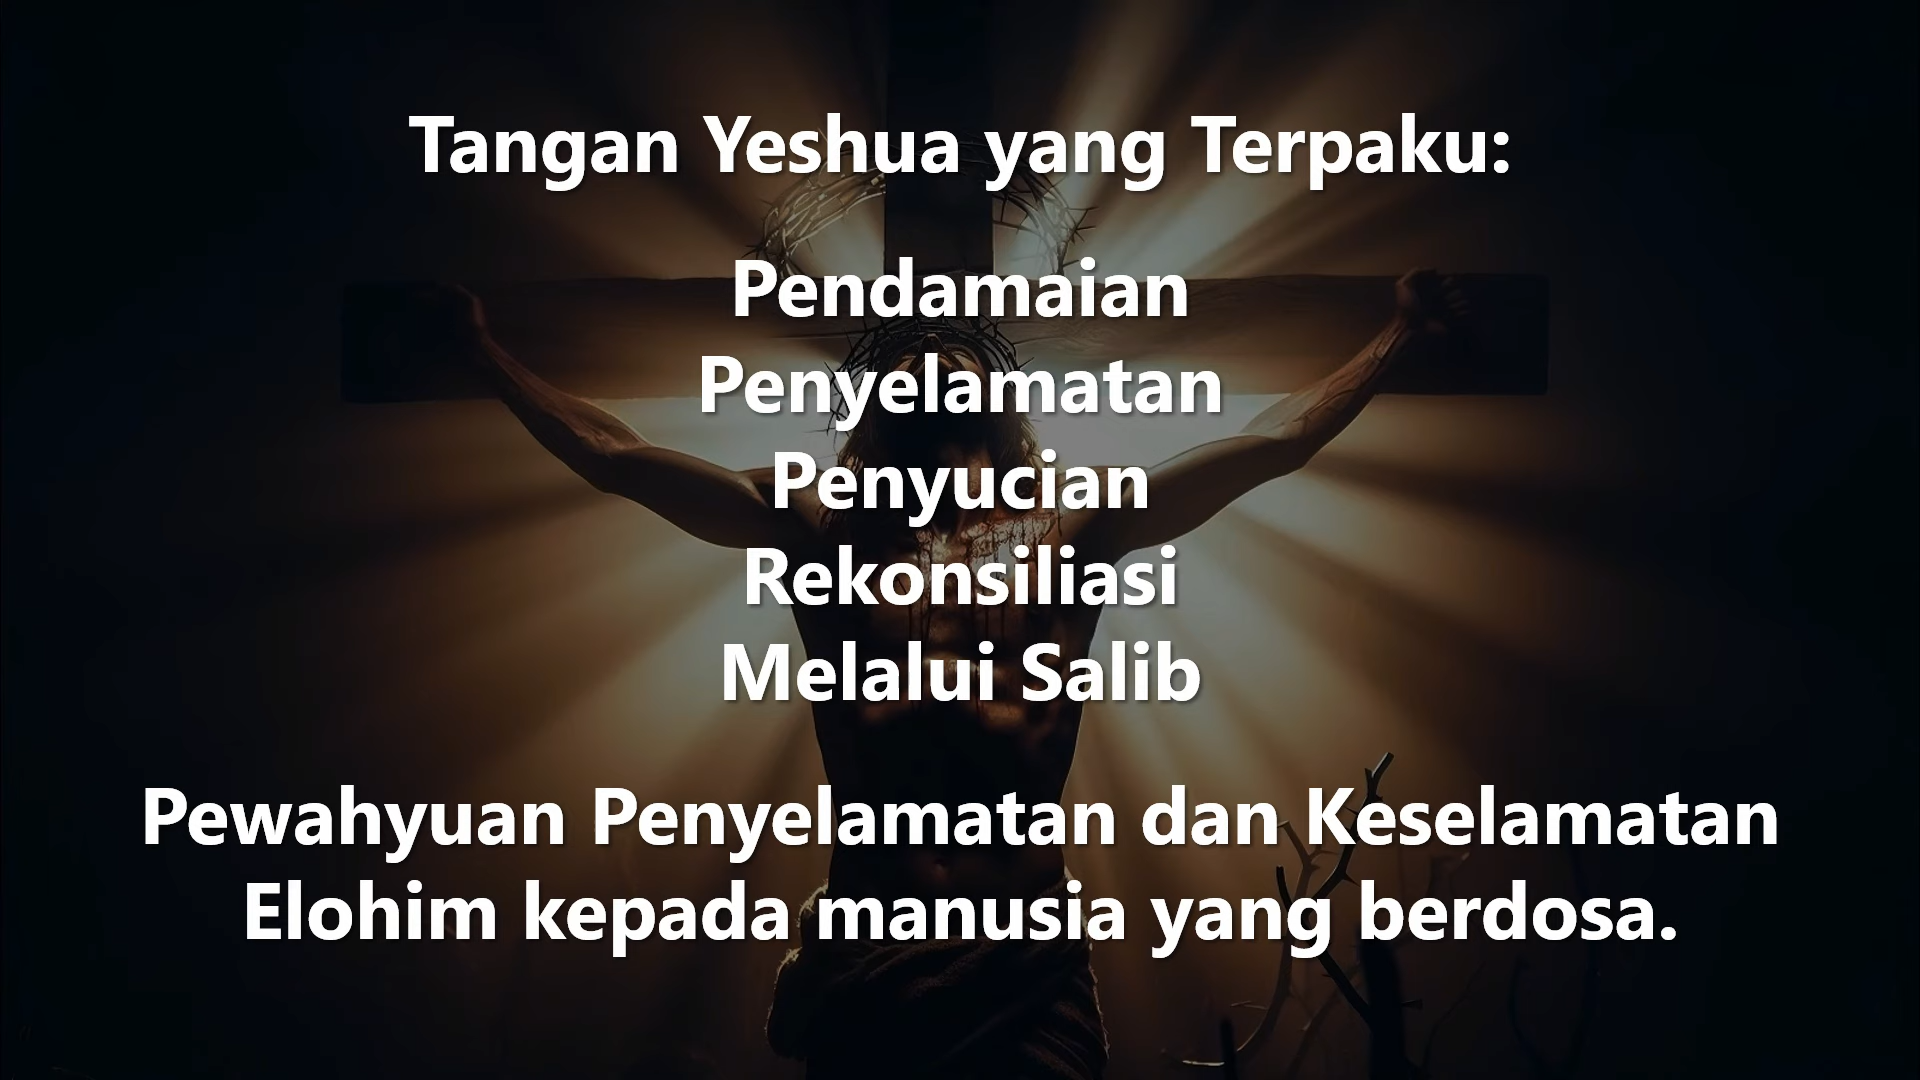 Tangan Yeshua yang Terpaku:
Pendamaian
Penyelamatan
Penyucian
Rekonsiliasi
Melalui Salib
Pewahyuan Penyelamatan dan Keselamatan
Elohim kepada manusia yang berdosa.